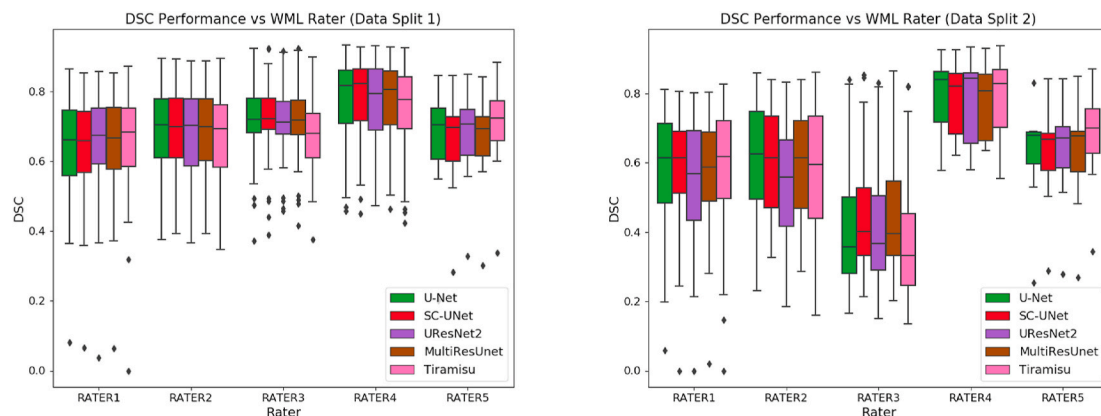 DSC Performance vs WML Rater (Data Split 1)
DSC
0.8
0.6
0.4
0.2
0.0
U-Net
SC-UNet
UResNet2
MultiResUnet
Tiramisu
RATER1 RATER2 RATER3 RATER4 RATER5
Rater
DSC Performance vs WML Rater (Data Split 2)
DSC
0.8
0.6
0.4
0.2
0.0
U-Net
SC-UNet
UResNet2
MultiResUnet
Tiramisu
RATER1 RATER2 RATER3 RATER4 RATER5
Rater